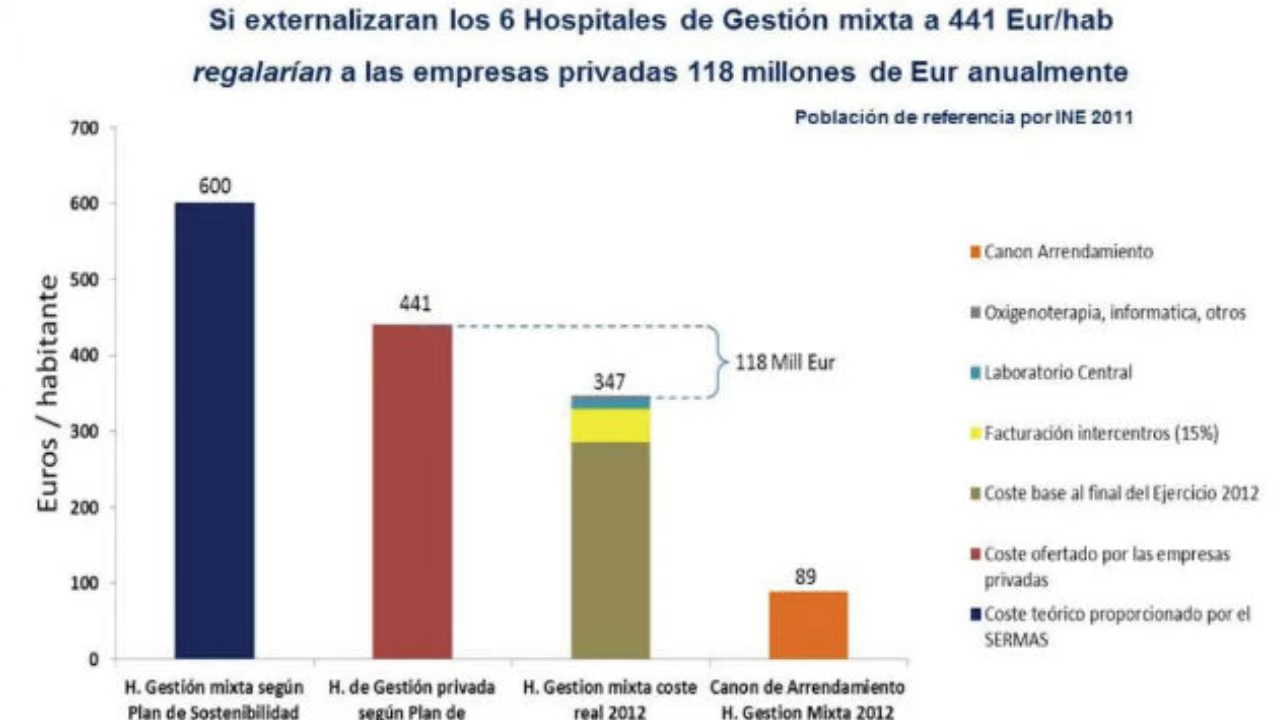 Si externalizaran los 6 Hospitales de Gestión mixta a 441 Eur/hab
regalarían a las empresas privadas 118 millones de Eur anualmente
Población de referencia por INE 2011
Euros / habitante
700
600
500
400
300
200
100
0
600
441
347
89
118 Mill Eur
Canon Arrendamiento
Oxigenoterapia, informatica, otros
Laboratorio Central
Facturación intercentros (15%)
Coste base al final del Ejercicio 2012
Coste ofertado por las empresas
privadas
Coste teórico proporcionado por el
SERMAS
H. Gestión mixta según
Plan de Sostenibilidad
H. de Gestión privada
según Plan de
H. Gestion mixta coste
real 2012
Canon de Arrendamiento
H. Gestion Mixta 2012